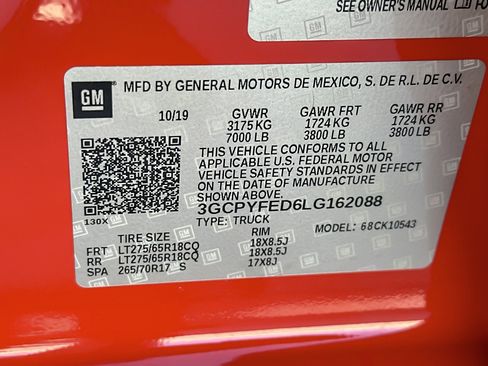 SEE OWNER'S MANUAL
GM
MFD BY GENERAL MOTORS DE MEXICO, S. DE R.L. DE C.V.
10/19 GVWR GAWR FRT GAWR RR
3175 KG 1724 KG 1724 KG
7000 LB 3800 LB 3800 LB
THIS VEHICLE CONFORMS TO ALL
APPLICABLE U.S. FEDERAL MOTOR
VEHICLE SAFETY STANDARDS IN EFFECT
ON THE DATE OF MANUFACTURE
SHOWN ABOVE.
3GCPYFED6LG162088
130X TYPE: TRUCK MODEL: 68CK10543
TIRE SIZE RIM
FRT LT275/65R18CQ 18X8.5J
RR LT275/65R18CQ 18X8.5J
SPA 265/70R17 S 17X8J